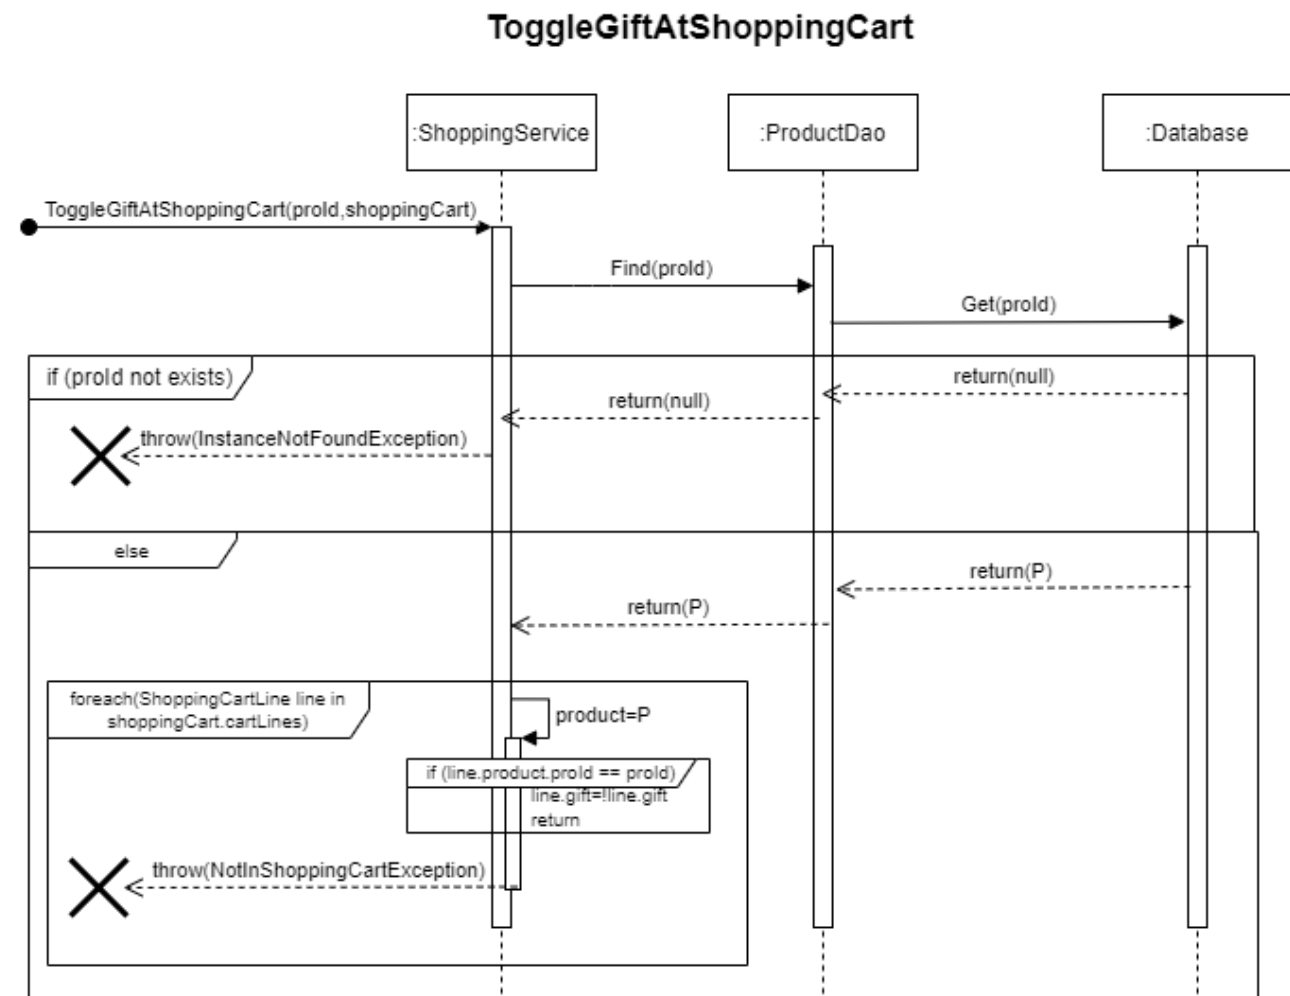 ToggleGiftAtShoppingCart
:ShoppingService
:ProductDao
:Database
ToggleGiftAtShoppingCart(proId,shoppingCart)
Find(proId)
Get(proId)
if (proId not exists)
return(null)
return(null)
throw(InstanceNotFoundException)
else
return(P)
return(P)
foreach(ShoppingCartLine line in
shoppingCart.cartLines)
product=P
if (line.product.proId == proId)
line.gift=!line.gift
return
throw(NotInShoppingCartException)